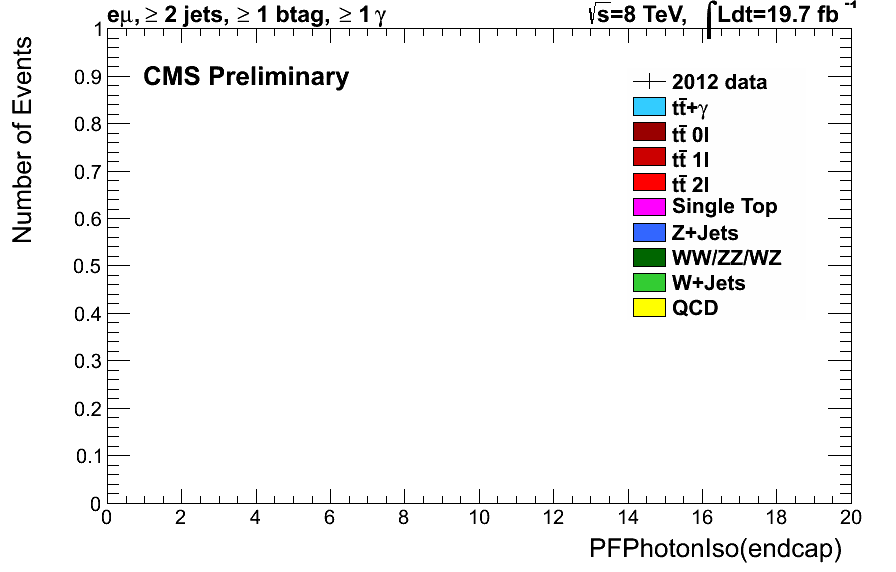 eμ, ≥ 2 jets, ≥ 1 btag, ≥ 1 γ
√s=8 TeV, ∫Ldt=19.7 fb⁻¹
Number of Events
CMS Preliminary
2012 data
tt̄+γ
tt̄ 0l
tt̄ 1l
tt̄ 2l
Single Top
Z+Jets
WW/ZZ/WZ
W+Jets
QCD
1
0.9
0.8
0.7
0.6
0.5
0.4
0.3
0.2
0.1
0
0 2 4 6 8 10 12 14 16 18 20
PFPhotonIso(endcap)